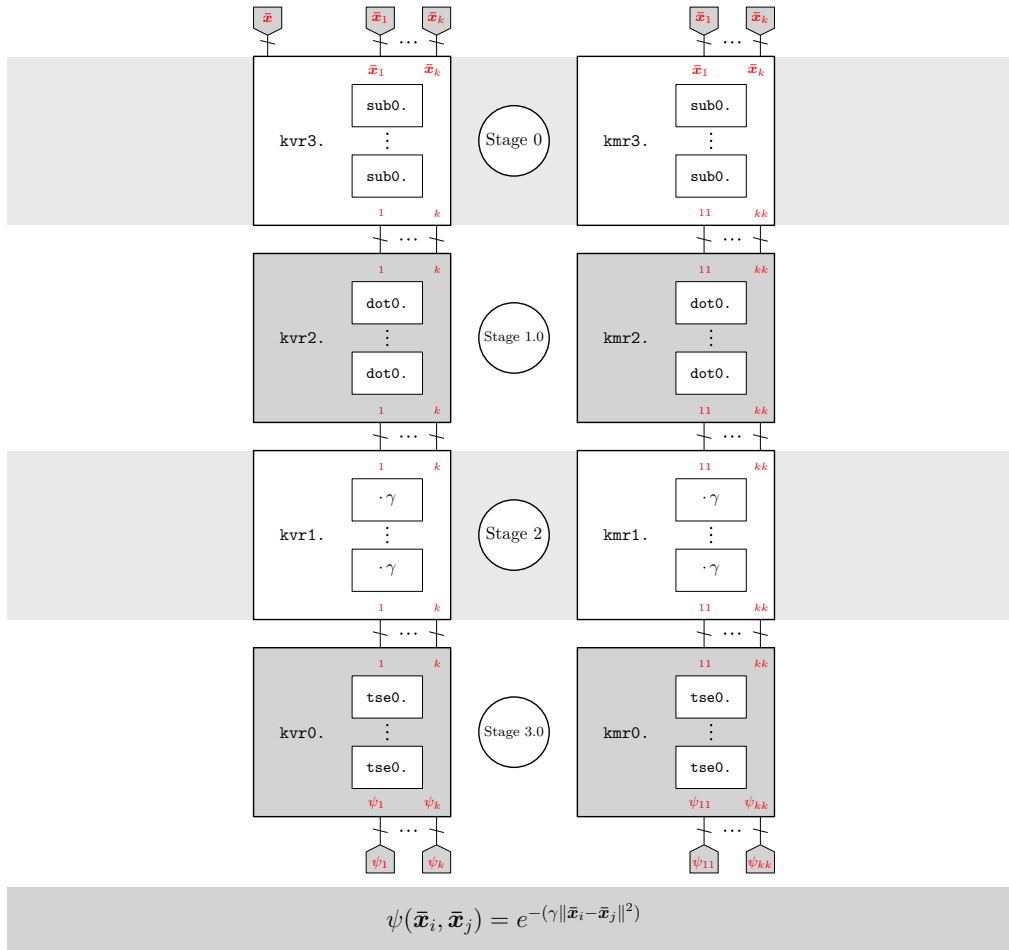 x̄ x̄₁ ⋯ x̄ₖ x̄₁ ⋯ x̄ₖ
x̄₁ x̄ₖ x̄₁ x̄ₖ
sub0. sub0.
kvr3. ⋮ Stage 0 kmr3. ⋮
sub0. sub0.
1 k 11 kk
⋯ ⋯
1 k 11 kk
dot0. dot0.
kvr2. ⋮ Stage 1.0 kmr2. ⋮
dot0. dot0.
1 k 11 kk
⋯ ⋯
1 k 11 kk
· γ · γ
kvr1. ⋮ Stage 2 kmr1. ⋮
· γ · γ
1 k 11 kk
⋯ ⋯
1 k 11 kk
tse0. tse0.
kvr0. ⋮ Stage 3.0 kmr0. ⋮
tse0. tse0.
ψ₁ ψₖ ψ₁₁ ψₖₖ
⋯ ⋯
ψ₁ ψₖ ψ₁₁ ψₖₖ
ψ(x̄ᵢ, x̄ⱼ) = e^{−(γ‖x̄ᵢ−x̄ⱼ‖²)}